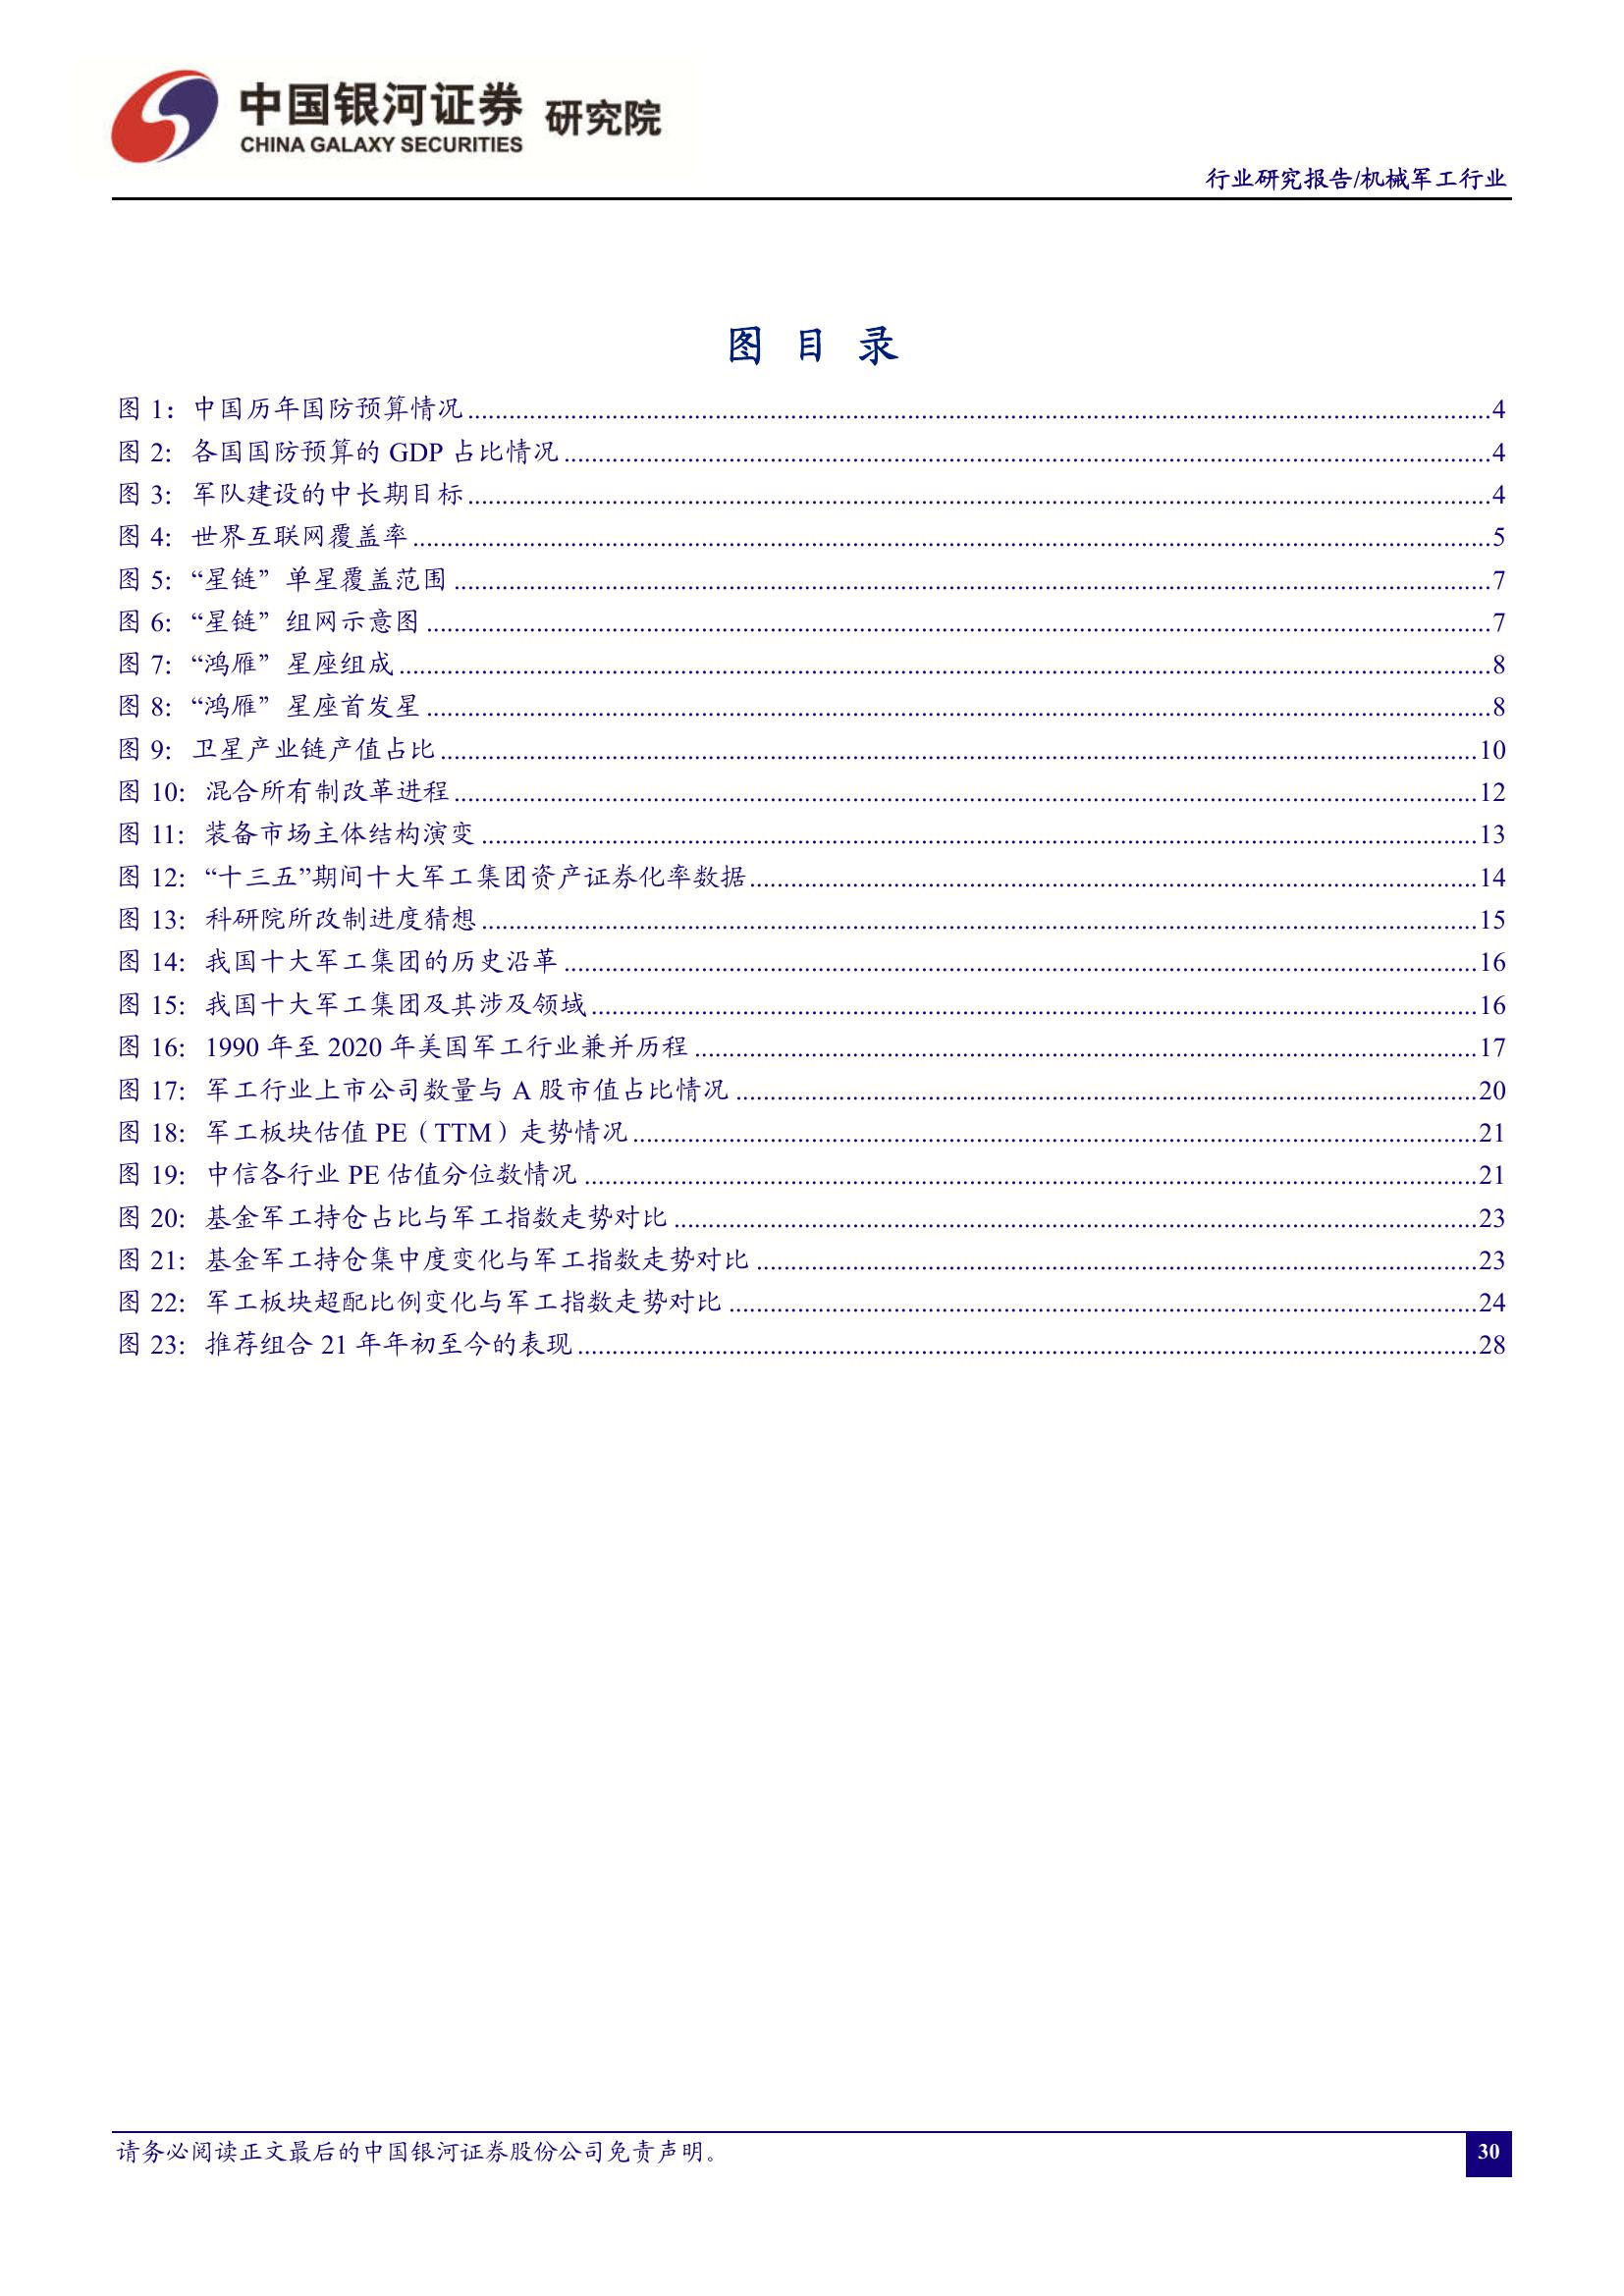 中国银河证券 研究院
CHINA GALAXY SECURITIES
行业研究报告/机械军工行业
图 目 录
图 1：中国历年国防预算情况........4
图 2：各国国防预算的 GDP 占比情况........4
图 3：军队建设的中长期目标........4
图 4：世界互联网覆盖率........5
图 5：“星链”单星覆盖范围........7
图 6：“星链”组网示意图........7
图 7：“鸿雁”星座组成........8
图 8：“鸿雁”星座首发星........8
图 9：卫星产业链产值占比........10
图 10：混合所有制改革进程........12
图 11：装备市场主体结构演变........13
图 12：“十三五”期间十大军工集团资产证券化率数据........14
图 13：科研院所改制进度猜想........15
图 14：我国十大军工集团的历史沿革........16
图 15：我国十大军工集团及其涉及领域........16
图 16：1990 年至 2020 年美国军工行业兼并历程........17
图 17：军工行业上市公司数量与 A 股市值占比情况........20
图 18：军工板块估值 PE（TTM）走势情况........21
图 19：中信各行业 PE 估值分位数情况........21
图 20：基金军工持仓占比与军工指数走势对比........23
图 21：基金军工持仓集中度变化与军工指数走势对比........23
图 22：军工板块超配比例变化与军工指数走势对比........24
图 23：推荐组合 21 年年初至今的表现........28
请务必阅读正文最后的中国银河证券股份公司免责声明。
30